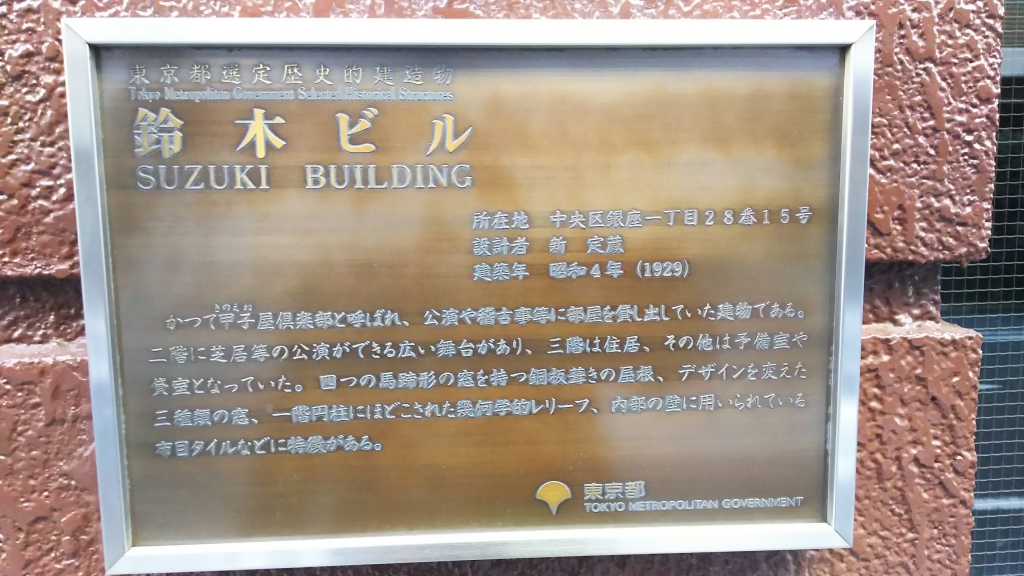 東京都選定歴史的建造物
Tokyo Metropolitan Government Selected Historical Structures
鈴木ビル
SUZUKI BUILDING
所在地　中央区銀座一丁目28番15号
設計者　新　定蔵
建築年　昭和4年（1929）
きのえね
かつて甲子屋倶楽部と呼ばれ、公演や稽古事等に部屋を貸し出していた建物である。
二階に芝居等の公演ができる広い舞台があり、三階は住居、その他は予備室や
貸室となっていた。四つの馬蹄形の窓を持つ銅板葺きの屋根、デザインを変えた
三種類の窓、一階円柱にほどこされた幾何学的レリーフ、内部の壁に用いられている
布目タイルなどに特徴がある。
東京都
TOKYO METROPOLITAN GOVERNMENT